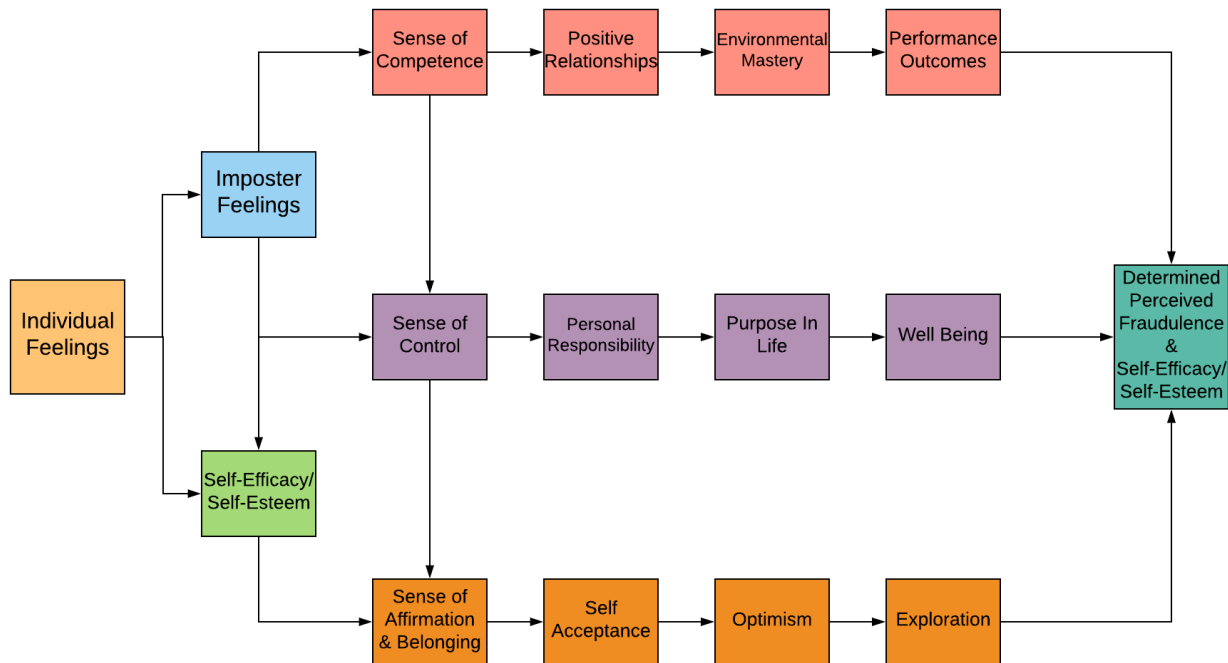 Sense of
Competence
Positive
Relationships
Environmental
Mastery
Performance
Outcomes
Imposter
Feelings
Individual
Feelings
Sense of
Control
Personal
Responsibility
Purpose In
Life
Well Being
Determined
Perceived
Fraudulence
&
Self-Efficacy/
Self-Esteem
Self-Efficacy/
Self-Esteem
Sense of
Affirmation
& Belonging
Self
Acceptance
Optimism
Exploration